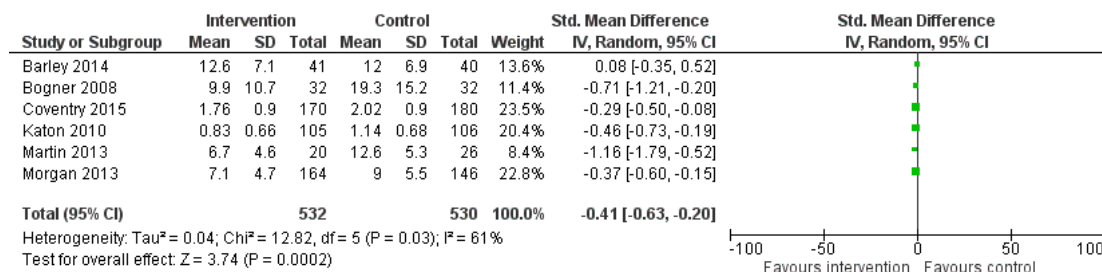 Intervention Control Std. Mean Difference Std. Mean Difference
Study or Subgroup Mean SD Total Mean SD Total Weight IV, Random, 95% CI IV, Random, 95% CI
Barley 2014 12.6 7.1 41 12 6.9 40 13.6% 0.08 [-0.35, 0.52]
Bogner 2008 9.9 10.7 32 19.3 15.2 32 11.4% -0.71 [-1.21, -0.20]
Coventry 2015 1.76 0.9 170 2.02 0.9 180 23.5% -0.29 [-0.50, -0.08]
Katon 2010 0.83 0.66 105 1.14 0.68 106 20.4% -0.46 [-0.73, -0.19]
Martin 2013 6.7 4.6 20 12.6 5.3 26 8.4% -1.16 [-1.79, -0.52]
Morgan 2013 7.1 4.7 164 9 5.5 146 22.8% -0.37 [-0.60, -0.15]
Total (95% CI) 532 530 100.0% -0.41 [-0.63, -0.20]
Heterogeneity: Tau² = 0.04; Chi² = 12.82, df = 5 (P = 0.03); I² = 61%
Test for overall effect: Z = 3.74 (P = 0.0002)
-100 -50 0 50 100
Favours intervention Favours control